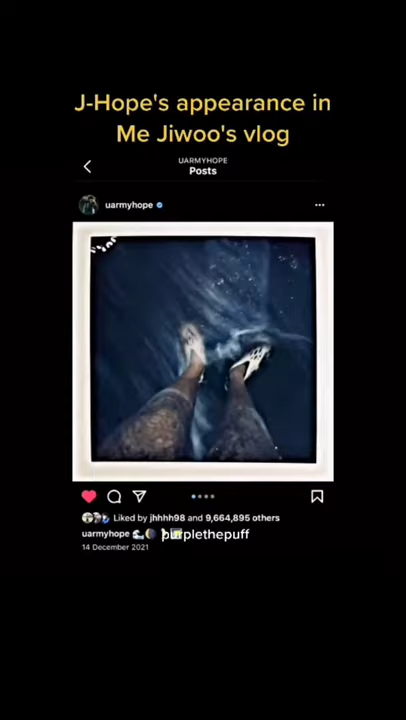 J-Hope's appearance in
Me Jiwoo's vlog
UARMYHOPE
Posts
uarmyhope
Liked by jhhhh98 and 9,664,895 others
uarmyhope 🌊🌘 purplethepuff
14 December 2021